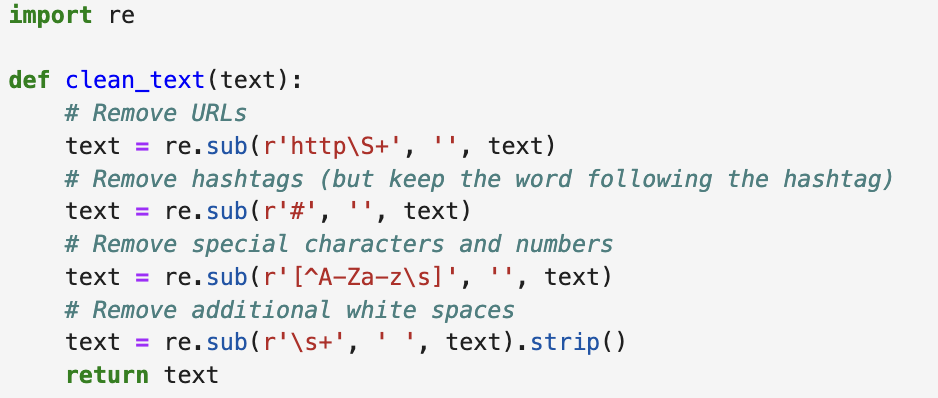 import re
def clean_text(text):
    # Remove URLs
    text = re.sub(r'http\S+', '', text)
    # Remove hashtags (but keep the word following the hashtag)
    text = re.sub(r'#', '', text)
    # Remove special characters and numbers
    text = re.sub(r'[^A-Za-z\s]', '', text)
    # Remove additional white spaces
    text = re.sub(r'\s+', ' ', text).strip()
    return text